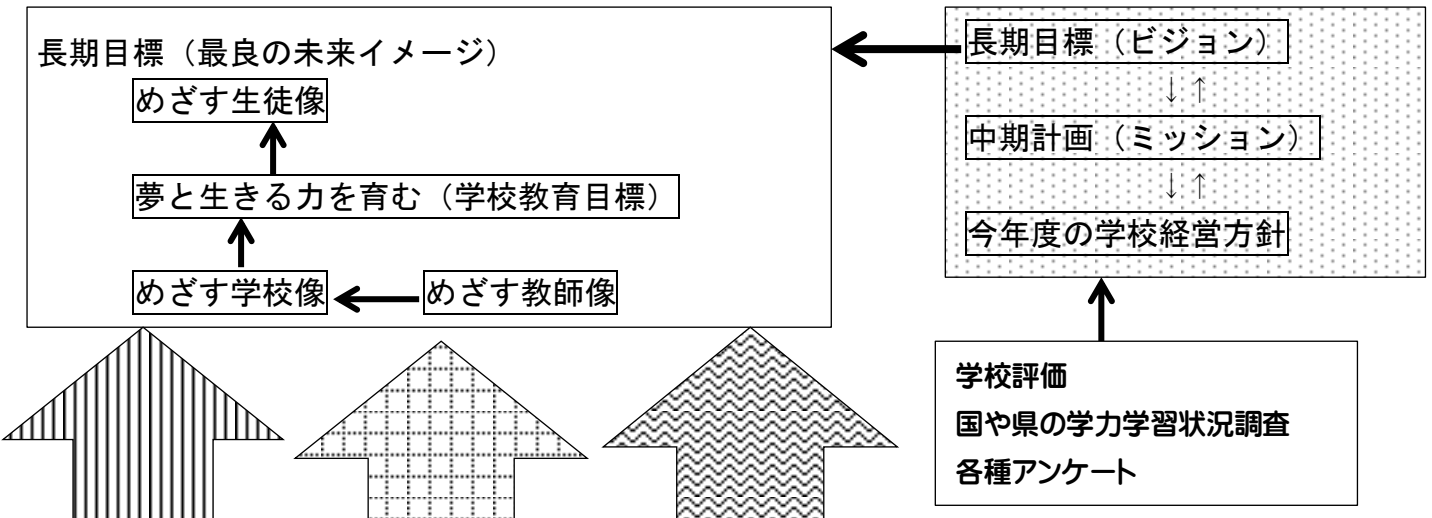 長期目標（最良の未来イメージ）
めざす生徒像
夢と生きる力を育む（学校教育目標）
めざす学校像
めざす教師像
長期目標（ビジョン）
↓↑
中期計画（ミッション）
↓↑
今年度の学校経営方針
学校評価
国や県の学力学習状況調査
各種アンケート